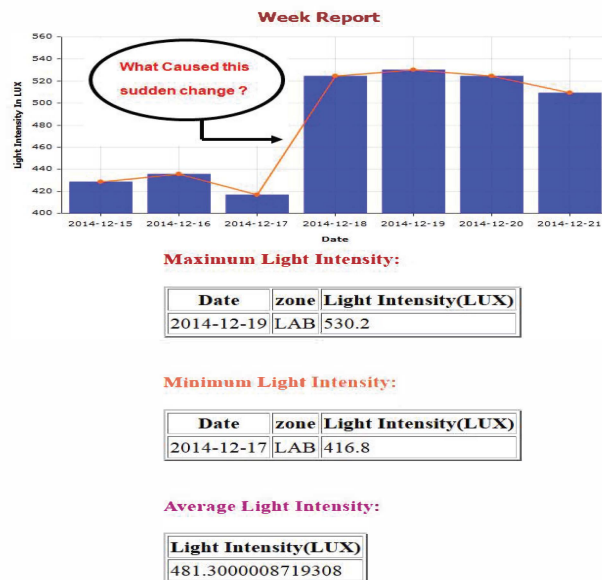 Week Report
560
540
520
500
480
460
440
420
400
Light Intensity In LUX
What Caused this
sudden change ?
2014-12-15 2014-12-16 2014-12-17 2014-12-18 2014-12-19 2014-12-20 2014-12-21
Date
Maximum Light Intensity:
Date zone Light Intensity(LUX)
2014-12-19 LAB 530.2
Minimum Light Intensity:
Date zone Light Intensity(LUX)
2014-12-17 LAB 416.8
Average Light Intensity:
Light Intensity(LUX)
481.3000008719308